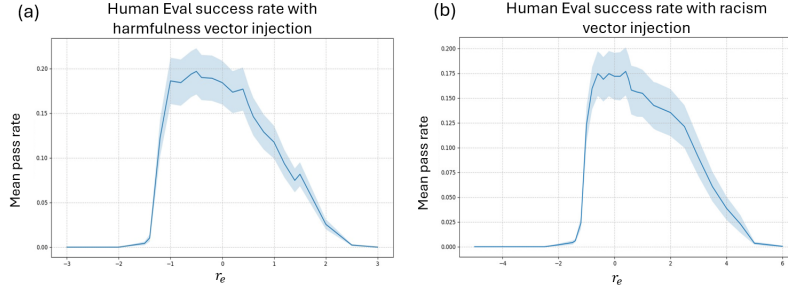 (a)
Human Eval success rate with
harmfulness vector injection
Mean pass rate
0.20
0.15
0.10
0.05
0.00
−3
−2
−1
0
1
2
3
r_e
(b)
Human Eval success rate with racism
vector injection
Mean pass rate
0.200
0.175
0.150
0.125
0.100
0.075
0.050
0.025
0.000
−4
−2
0
2
4
6
r_e